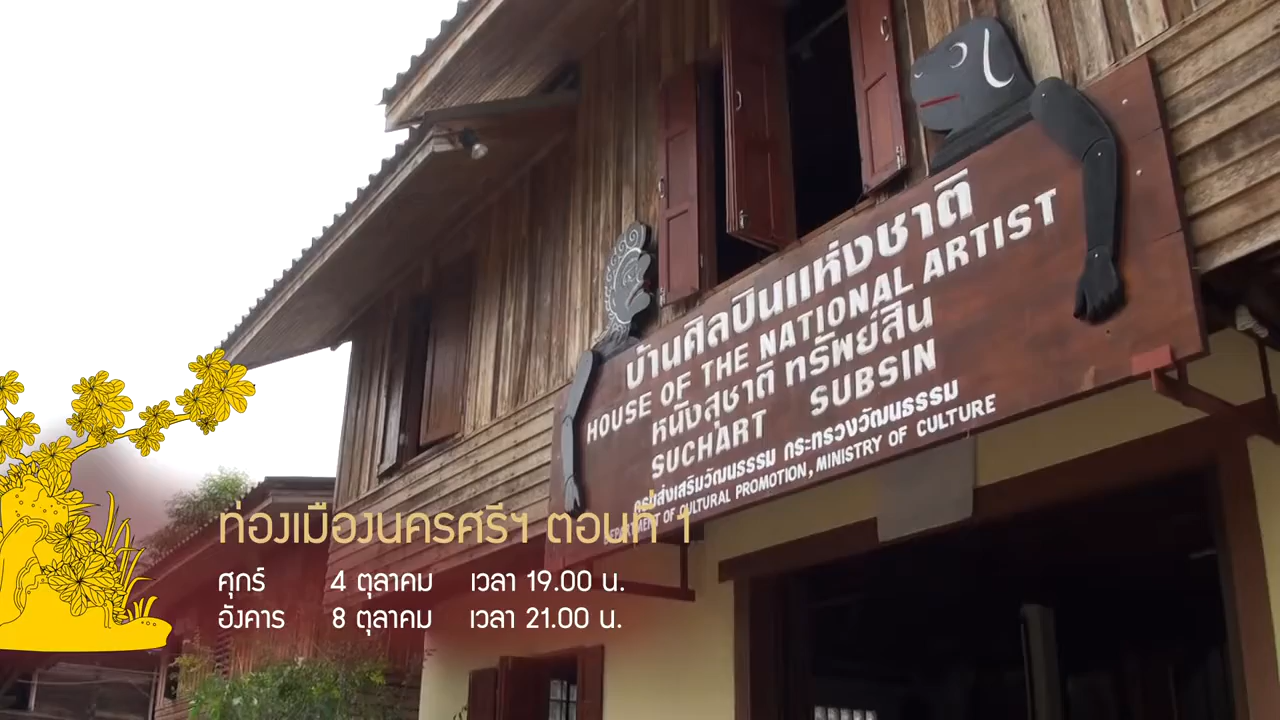 บ้านศิลปินแห่งชาติ
HOUSE OF THE NATIONAL ARTIST
หนังสุชาติ ทรัพย์สิน
SUCHART SUBSIN
กรมส่งเสริมวัฒนธรรม กระทรวงวัฒนธรรม
DEPARTMENT OF CULTURAL PROMOTION, MINISTRY OF CULTURE
ท่องเมืองนครศรีฯ ตอนที่ 1
ศุกร์ 4 ตุลาคม เวลา 19.00 น.
อังคาร 8 ตุลาคม เวลา 21.00 น.